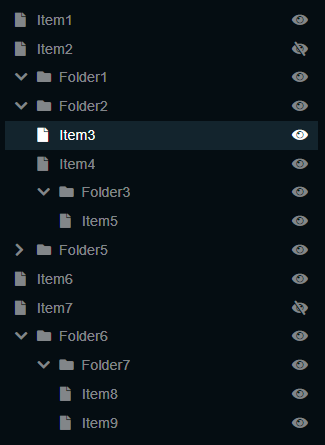 Item1
Item2
Folder1
Folder2
Item3
Item4
Folder3
Item5
Folder5
Item6
Item7
Folder6
Folder7
Item8
Item9